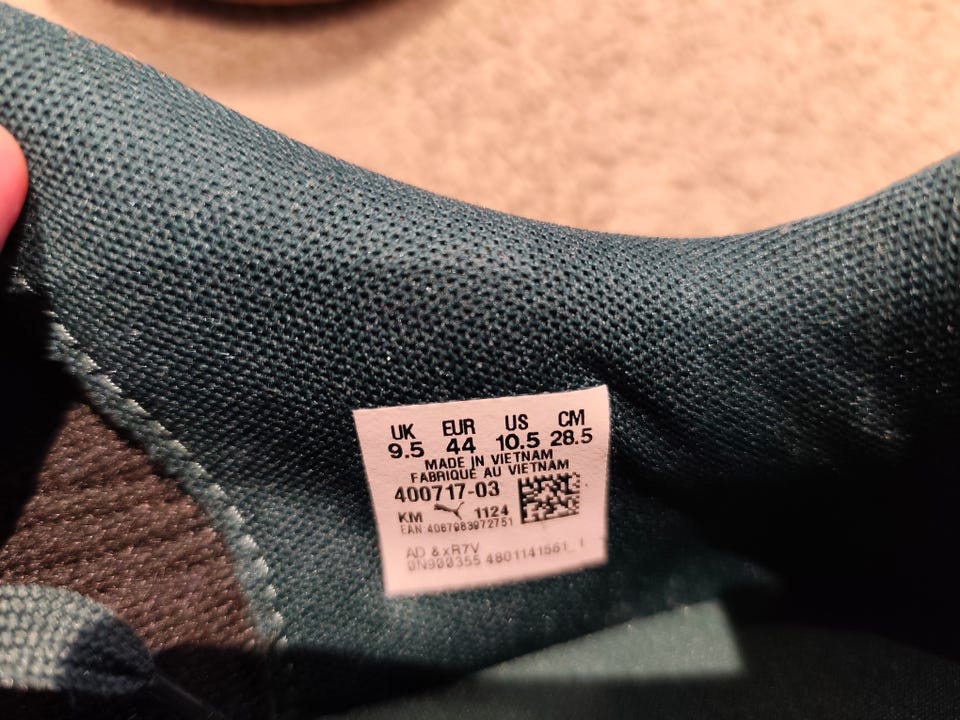 UK EUR US CM
9.5 44 10.5 28.5
MADE IN VIETNAM
FABRIQUE AU VIETNAM
400717-03
KM 1124
EAN 4067983972751
AD & xR7V
0N900355 4801141561_1